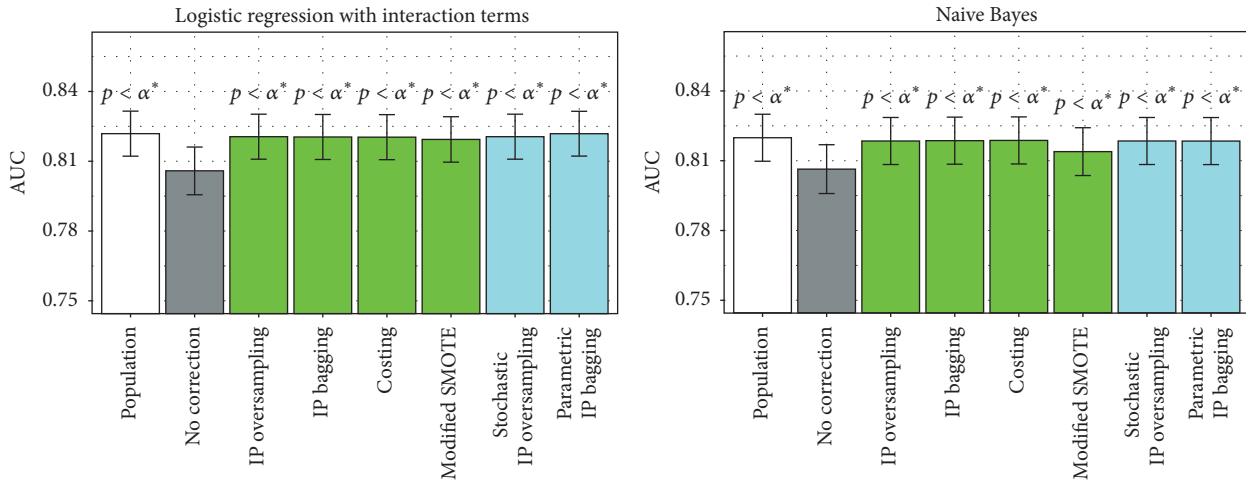 Logistic regression with interaction terms
AUC
0.84
0.81
0.78
0.75
p < α*
p < α*
p < α*
p < α*
p < α*
p < α*
p < α*
Population
No correction
IP oversampling
IP bagging
Costing
Modified SMOTE
Stochastic
IP oversampling
Parametric
IP bagging
Naive Bayes
AUC
0.84
0.81
0.78
0.75
p < α*
p < α*
p < α*
p < α*
p < α*
p < α*
p < α*
Population
No correction
IP oversampling
IP bagging
Costing
Modified SMOTE
Stochastic
IP oversampling
Parametric
IP bagging